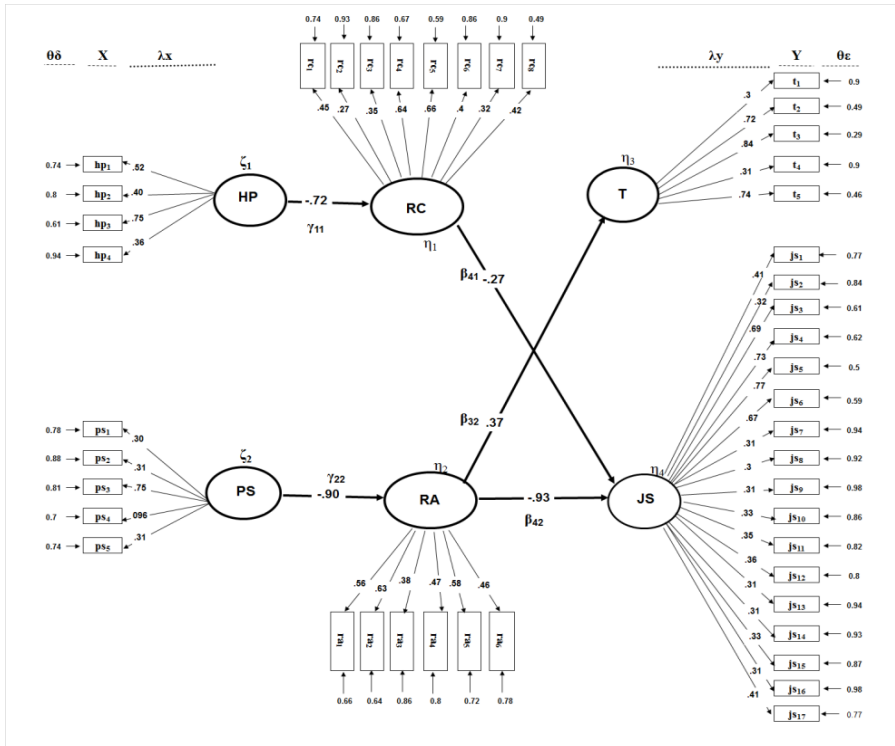 θδ X λx
λy Y θε
0.74 0.93 0.86 0.67 0.59 0.86 0.9 0.49
rc1 rc2 rc3 rc4 rc5 rc6 rc7 rc8
.45 .27 .35 .64 .66 .4 .32 .42
0.74 hp1 .52
0.8 hp2 .40
0.61 hp3 .75
0.94 hp4 .36
ζ1
HP
-.72
γ11
RC
η1
η3
T
.3 t1 0.9
.72 t2 0.49
.84 t3 0.29
.31 t4 0.9
.74 t5 0.46
β41 -.27
β32 .37
0.78 ps1 .30
0.88 ps2 .31
0.81 ps3 .75
0.7 ps4 .096
0.74 ps5 .31
ζ2
PS
γ22
-.90
η2
RA
-.93
β42
η4
JS
.41 js1 0.77
.32 js2 0.84
.69 js3 0.61
.73 js4 0.62
.77 js5 0.5
.67 js6 0.59
.31 js7 0.94
.3 js8 0.92
.31 js9 0.98
.33 js10 0.86
.35 js11 0.82
.36 js12 0.8
.31 js13 0.94
.31 js14 0.93
.33 js15 0.87
.31 js16 0.98
.41 js17 0.77
.56 .63 .38 .47 .58 .46
ra1 ra2 ra3 ra4 ra5 ra6
0.66 0.64 0.86 0.8 0.72 0.78